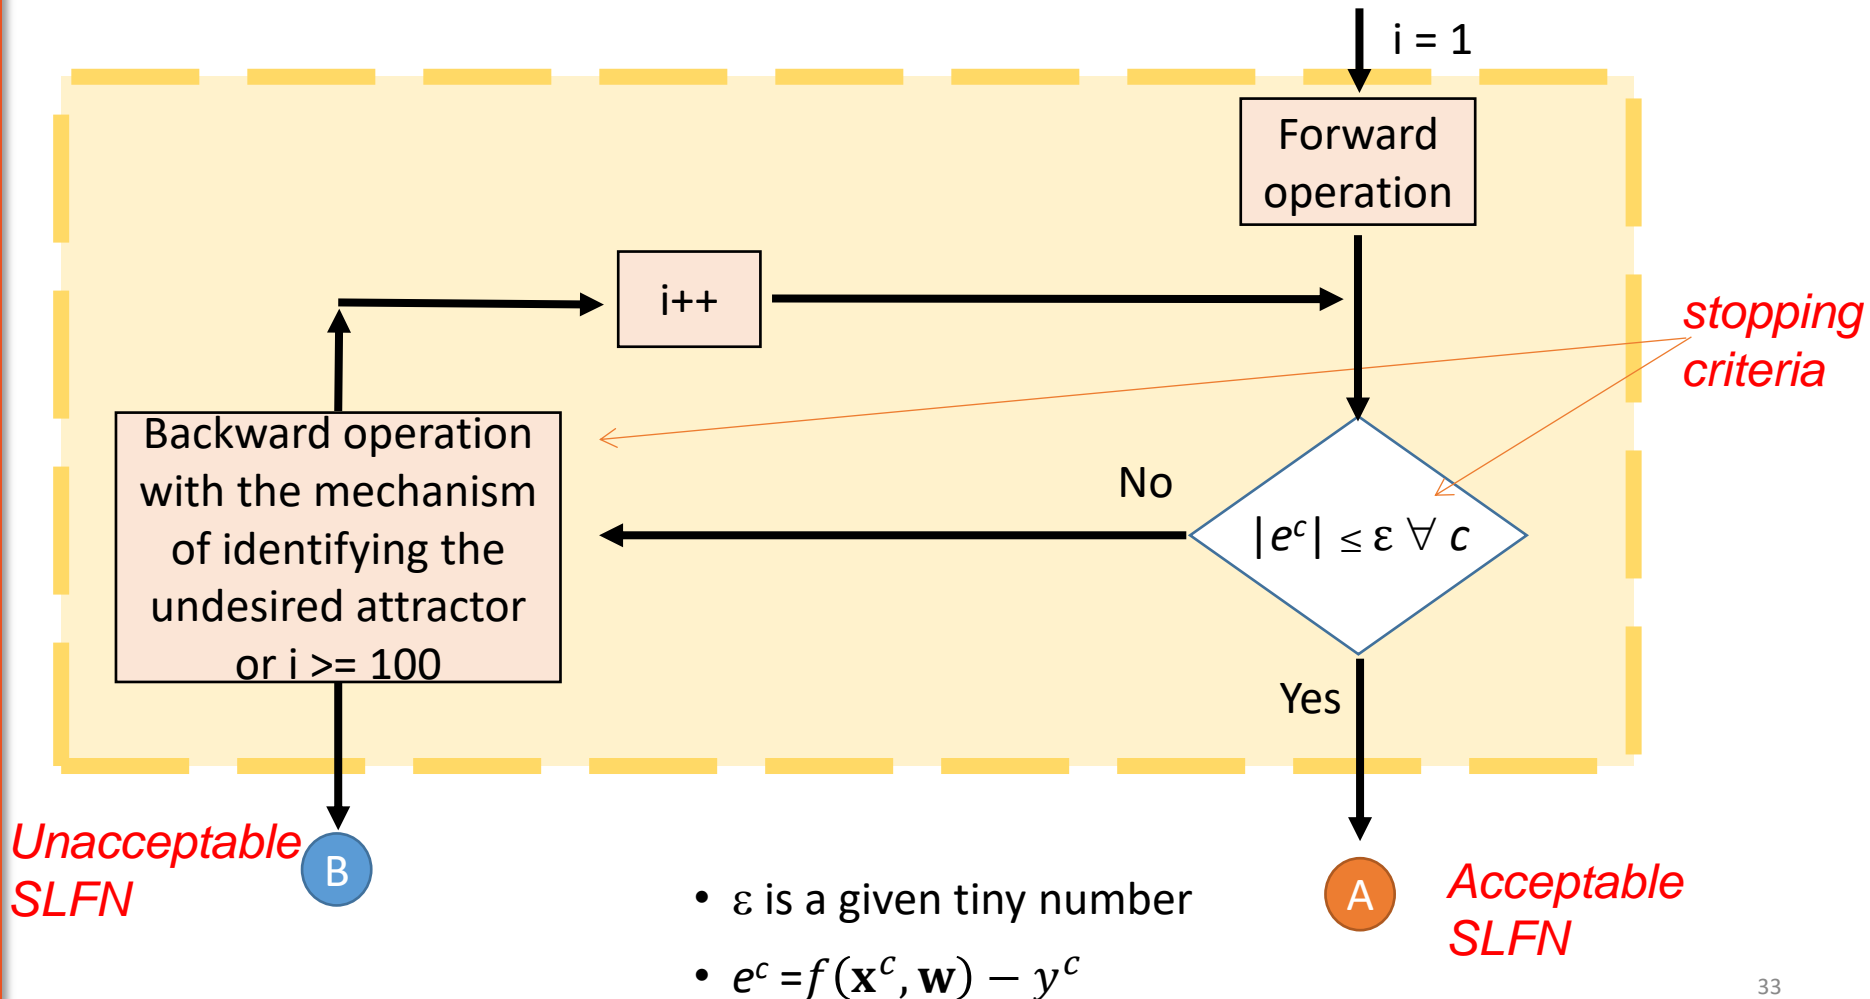 i = 1
Forward
operation
i++
stopping
criteria
Backward operation
with the mechanism
of identifying the
undesired attractor
or i >= 100
No
|e^c| ≤ ε ∀ c
Yes
Unacceptable
SLFN
B
A
Acceptable
SLFN
• ε is a given tiny number
• e^c =f(𝐱^c, 𝐰) − y^c
33